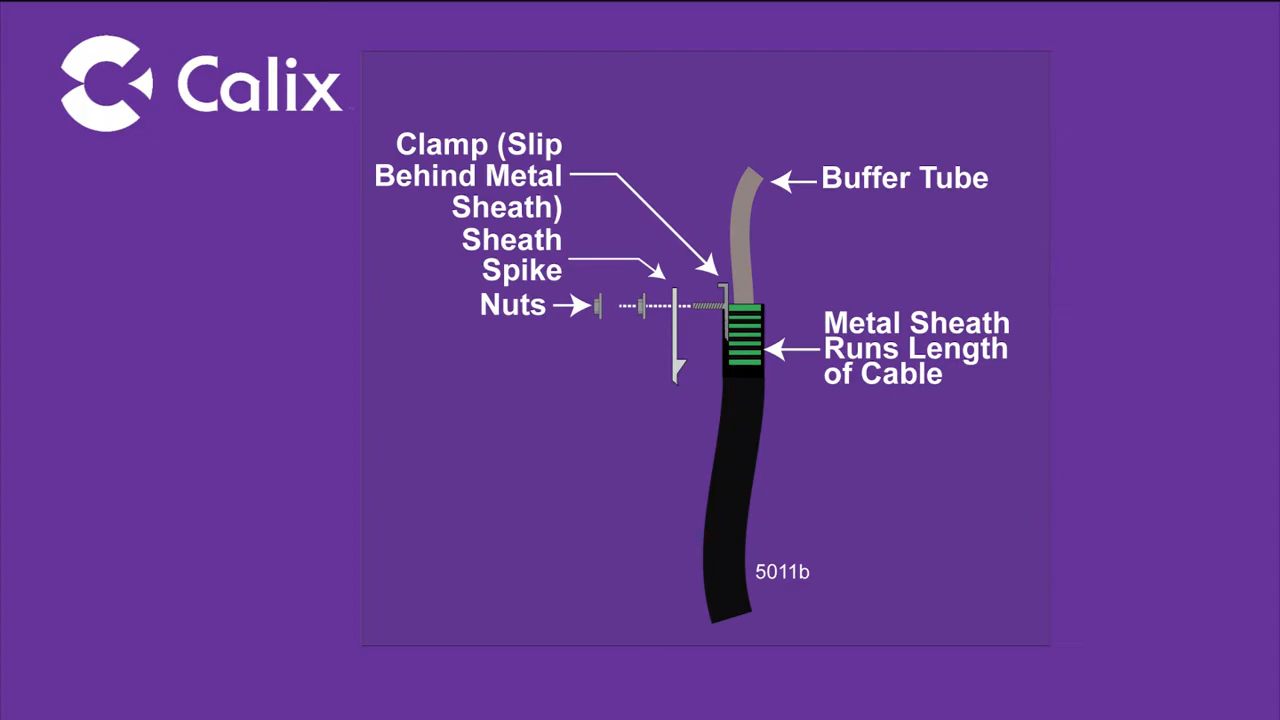 Calix
Clamp (Slip
Behind Metal
Sheath)
Sheath
Spike
Nuts
Buffer Tube
Metal Sheath
Runs Length
of Cable
5011b